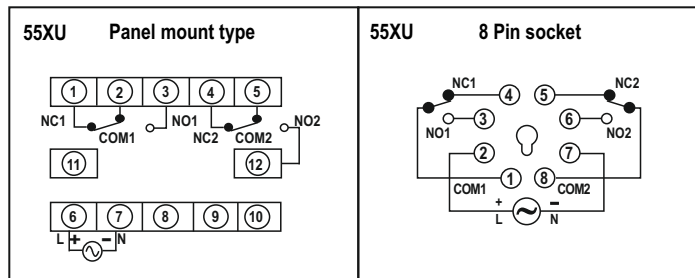 55XU Panel mount type
1 2 3 4 5
NC1 COM1 NO1 NC2 COM2 NO2
11 12
6 7 8 9 10
L + − N
55XU 8 Pin socket
NC1 4 5 NC2
NO1 3 6 NO2
2 7
COM1 1 8 COM2
+ −
L N